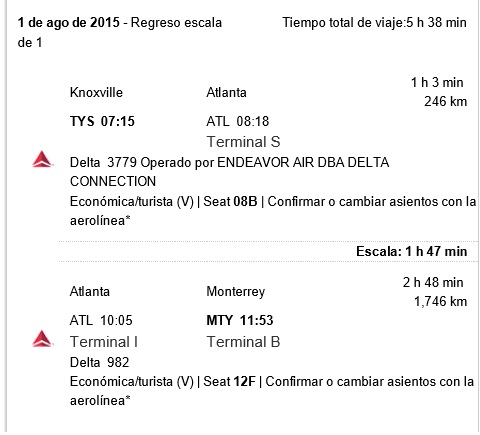 1 de ago de 2015 - Regreso escala de 1 Tiempo total de viaje:5 h 38 min
Knoxville Atlanta 1 h 3 min
246 km
TYS 07:15 ATL 08:18
Terminal S
Delta 3779 Operado por ENDEAVOR AIR DBA DELTA
CONNECTION
Económica/turista (V) | Seat 08B | Confirmar o cambiar asientos con la
aerolínea*
Escala: 1 h 47 min
Atlanta Monterrey 2 h 48 min
1,746 km
ATL 10:05 MTY 11:53
Terminal I Terminal B
Delta 982
Económica/turista (V) | Seat 12F | Confirmar o cambiar asientos con la
aerolínea*